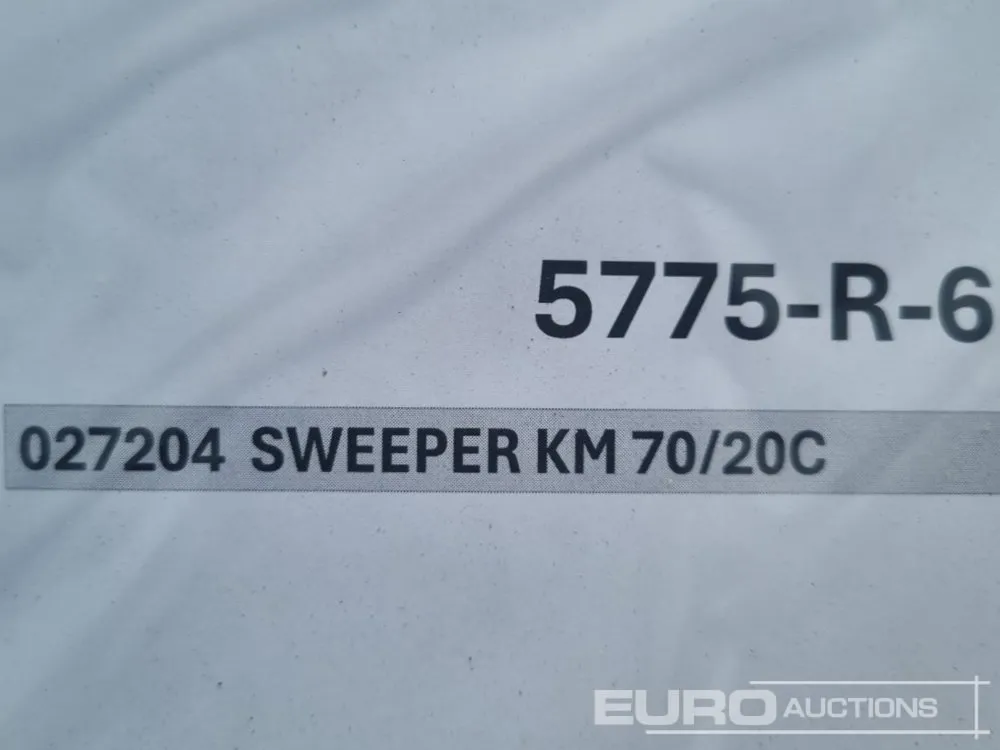 5775-R-6
027204 SWEEPER KM 70/20C
EURO AUCTIONS